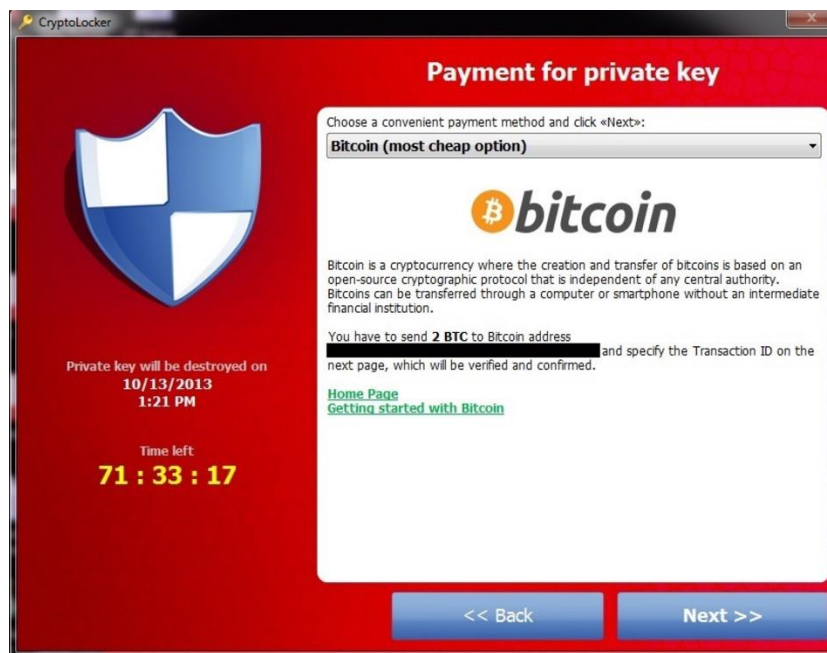 CryptoLocker
Payment for private key
Choose a convenient payment method and click «Next»:
Bitcoin (most cheap option)
bitcoin
Bitcoin is a cryptocurrency where the creation and transfer of bitcoins is based on an
open-source cryptographic protocol that is independent of any central authority.
Bitcoins can be transferred through a computer or smartphone without an intermediate
financial institution.
You have to send 2 BTC to Bitcoin address
and specify the Transaction ID on the
next page, which will be verified and confirmed.
Home Page
Getting started with Bitcoin
Private key will be destroyed on
10/13/2013
1:21 PM
Time left
71 : 33 : 17
<< Back
Next >>